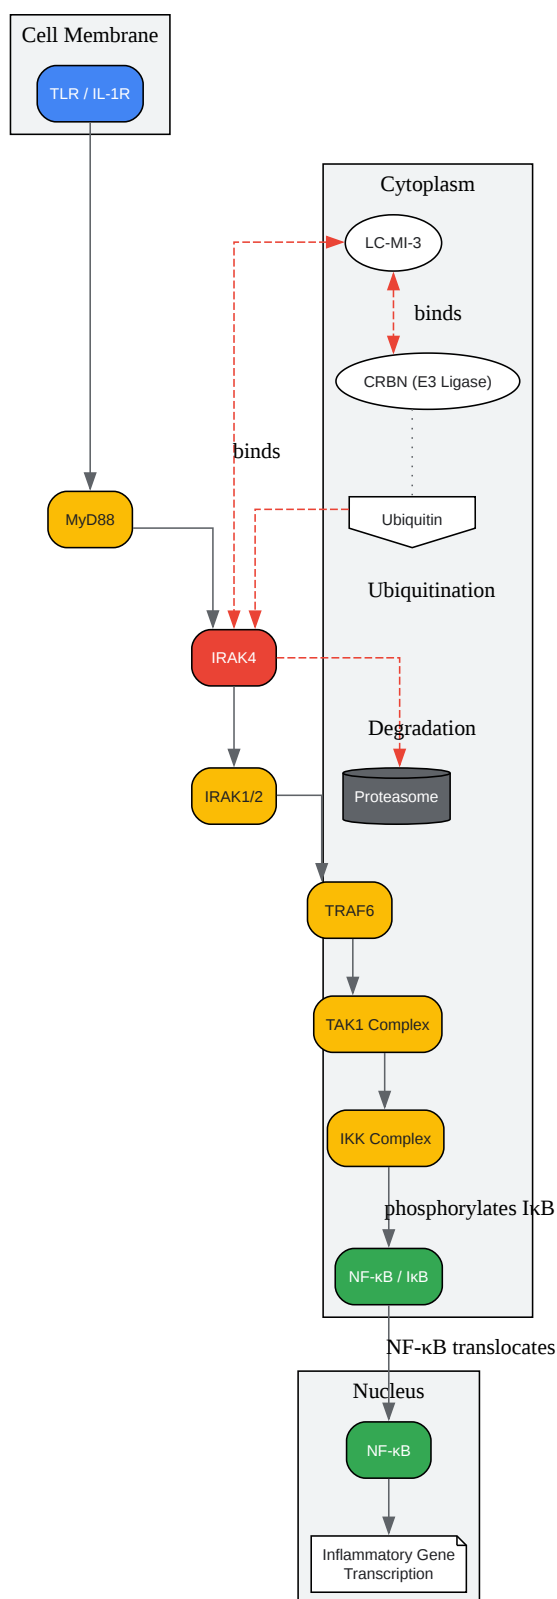 Cell Membrane
TLR / IL-1R
Cytoplasm
LC-MI-3
binds
CRBN (E3 Ligase)
binds
MyD88
Ubiquitin
Ubiquitination
IRAK4
Degradation
IRAK1/2
Proteasome
TRAF6
TAK1 Complex
IKK Complex
phosphorylates IκB
NF-κB / IκB
NF-κB translocates
Nucleus
NF-κB
Inflammatory Gene
Transcription